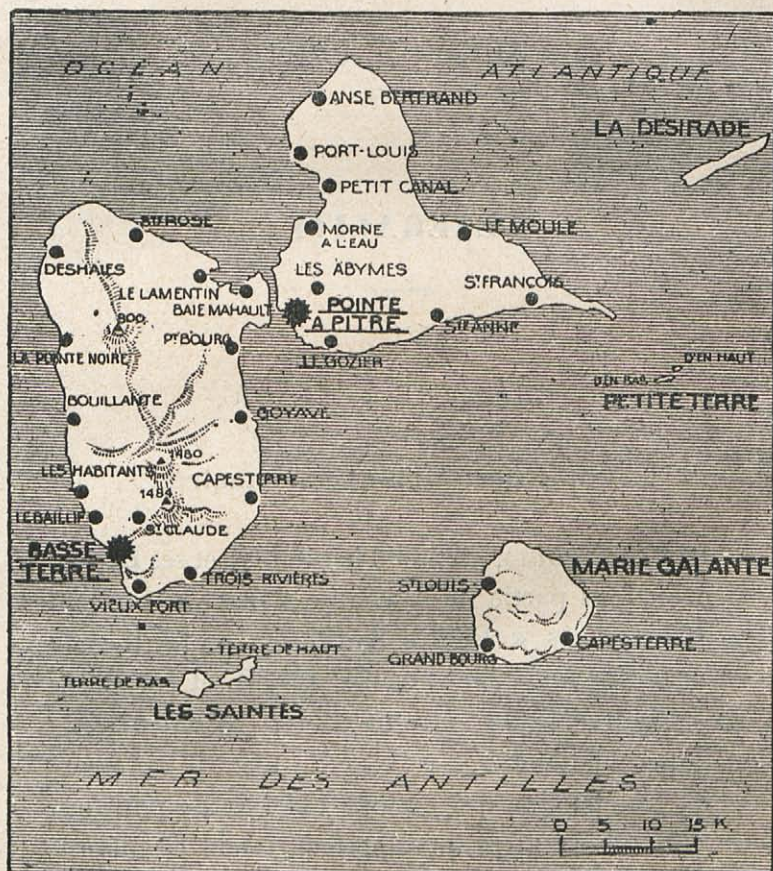 OCÉAN
ATLANTIQUE
ANSE BERTRAND
LA DÉSIRADE
PORT-LOUIS
PETIT CANAL
STE ROSE
MORNE
A L'EAU
LE MOULE
DESHAIES
LES ABYMES
ST FRANÇOIS
LE LAMENTIN
BAIE MAHAULT
POINTE
A PITRE
800
STE ANNE
LA POINTE NOIRE
PT BOURG
LE GOZIER
D'EN HAUT
D'EN BAS
PETITE TERRE
BOUILLANTE
GOYAVE
1480
LES HABITANTS
CAPESTERRE
1484
LE BAILLIF
ST CLAUDE
BASSE
TERRE
MARIE GALANTE
TROIS RIVIÈRES
ST LOUIS
VIEUX FORT
TERRE DE HAUT
GRAND BOURG
CAPESTERRE
TERRE DE BAS
LES SAINTES
MER DES ANTILLES
0 5 10 15 K.